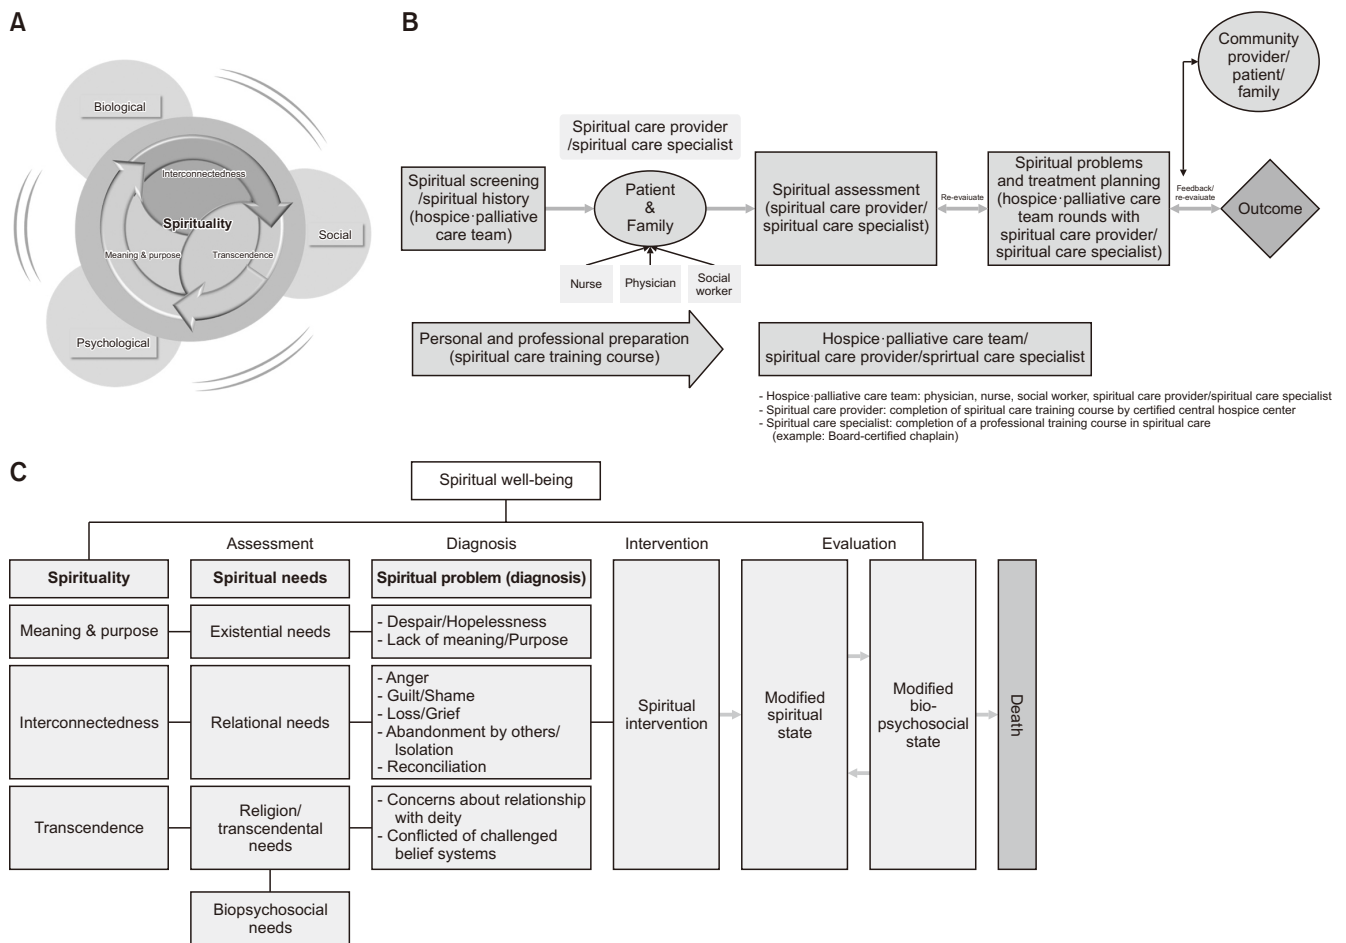 A
Biological
Interconnectedness
Spirituality
Meaning & purpose
Transcendence
Social
Psychological
B
Spiritual screening
/spiritual history
(hospice·palliative
care team)
Spiritual care provider
/spiritual care specialist
Patient
&
Family
Nurse
Physician
Social
worker
Spiritual assessment
(spiritual care provider/
spiritual care specialist)
Re-evaluate
Spiritual problems
and treatment planning
(hospice·palliative care
team rounds with
spiritual care provider/
spiritual care specialist)
Feedback/
re-evaluate
Community
provider/
patient/
family
Outcome
Personal and professional preparation
(spiritual care training course)
Hospice·palliative care team/
spiritual care provider/sprirtual care specialist
- Hospice·palliative care team: physician, nurse, social worker, spiritual care provider/spiritual care specialist
- Spiritual care provider: completion of spiritual care training course by certified central hospice center
- Spiritual care specialist: completion of a professional training course in spiritual care
(example: Board-certified chaplain)
C
Spiritual well-being
Assessment
Diagnosis
Intervention
Evaluation
Spirituality
Spiritual needs
Spiritual problem (diagnosis)
Meaning & purpose
Existential needs
- Despair/Hopelessness
- Lack of meaning/Purpose
Interconnectedness
Relational needs
- Anger
- Guilt/Shame
- Loss/Grief
- Abandonment by others/
Isolation
- Reconciliation
Transcendence
Religion/
transcendental
needs
- Concerns about relationship
with deity
- Conflicted of challenged
belief systems
Biopsychosocial
needs
Spiritual
intervention
Modified
spiritual
state
Modified
bio-
psychosocial
state
Death